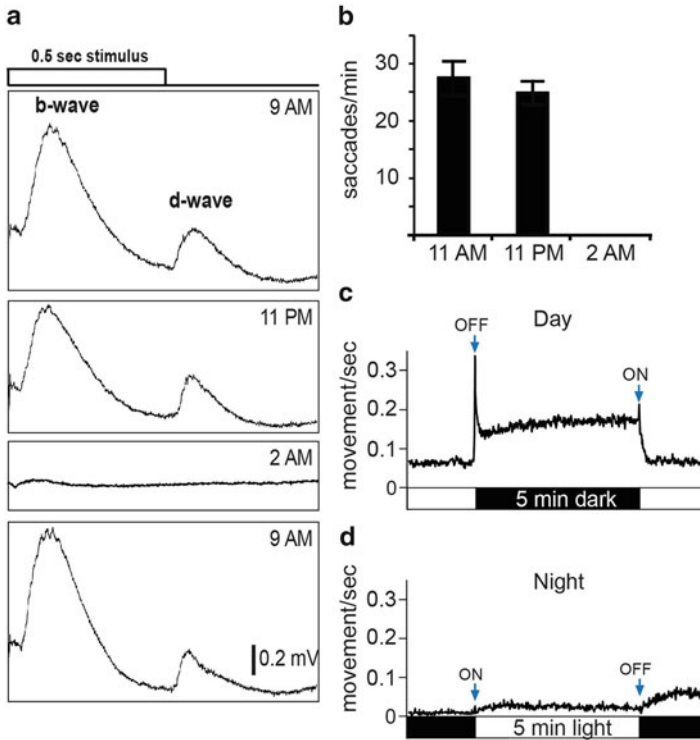 a
0.5 sec stimulus
b-wave
9 AM
d-wave
11 PM
2 AM
9 AM
0.2 mV
b
saccades/min
30
20
10
11 AM 11 PM 2 AM
c
Day
OFF
ON
movement/sec
0.3
0.2
0.1
0
5 min dark
d
Night
movement/sec
0.3
0.2
0.1
0
ON
OFF
5 min light